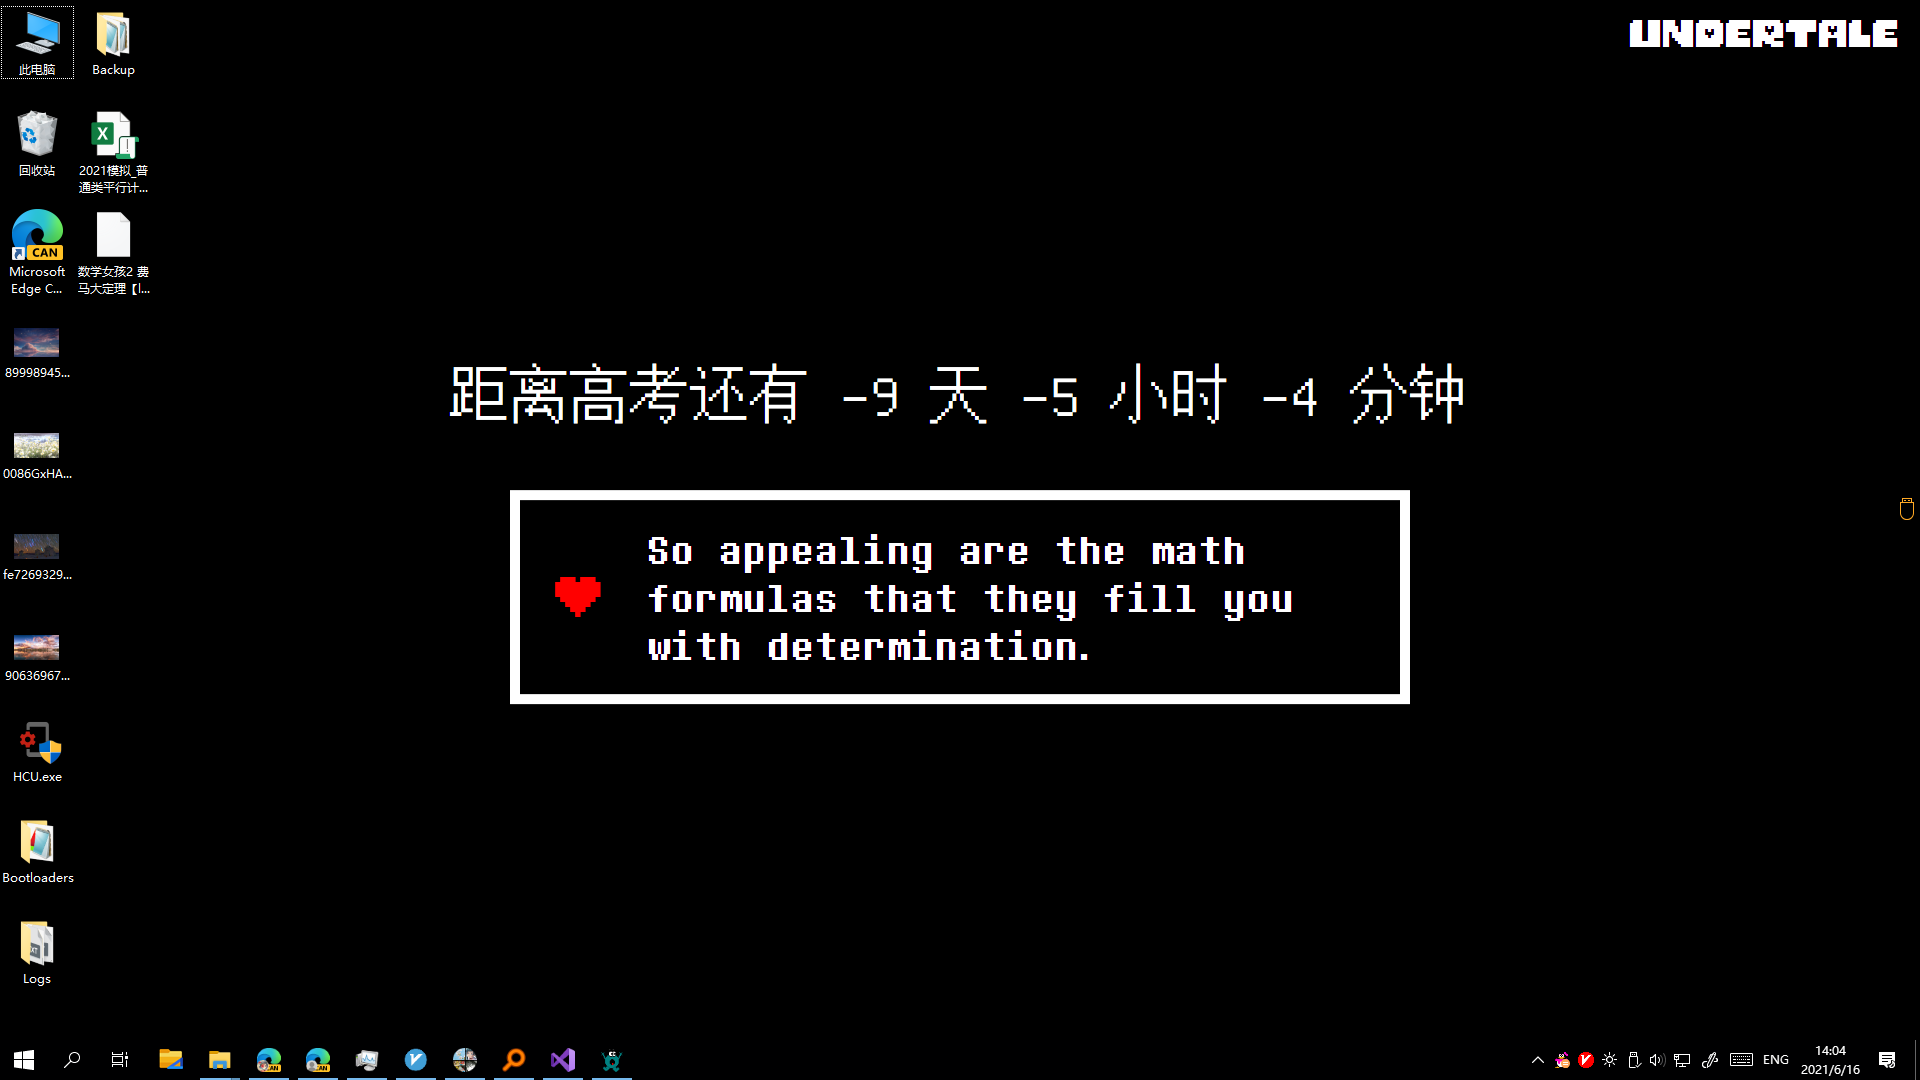 UNDERTALE
此电脑
Backup
回收站
2021模拟_普
通类平行计...
Microsoft
Edge C...
CAN
数学女孩2 费
马大定理【l...
89998945...
0086GxHA...
fe7269329...
90636967...
HCU.exe
Bootloaders
Logs
距离高考还有 -9 天 -5 小时 -4 分钟
So appealing are the math
formulas that they fill you
with determination.
ENG
14:04
2021/6/16